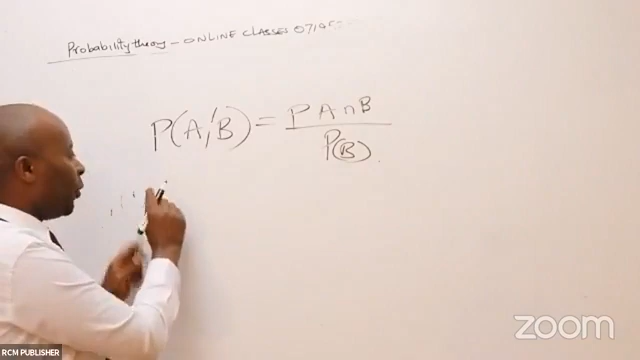 Probability theory - ONLINE CLASSES
P(A/B) = P A ∩ B
P(B).
zoom
RCM PUBLISHER